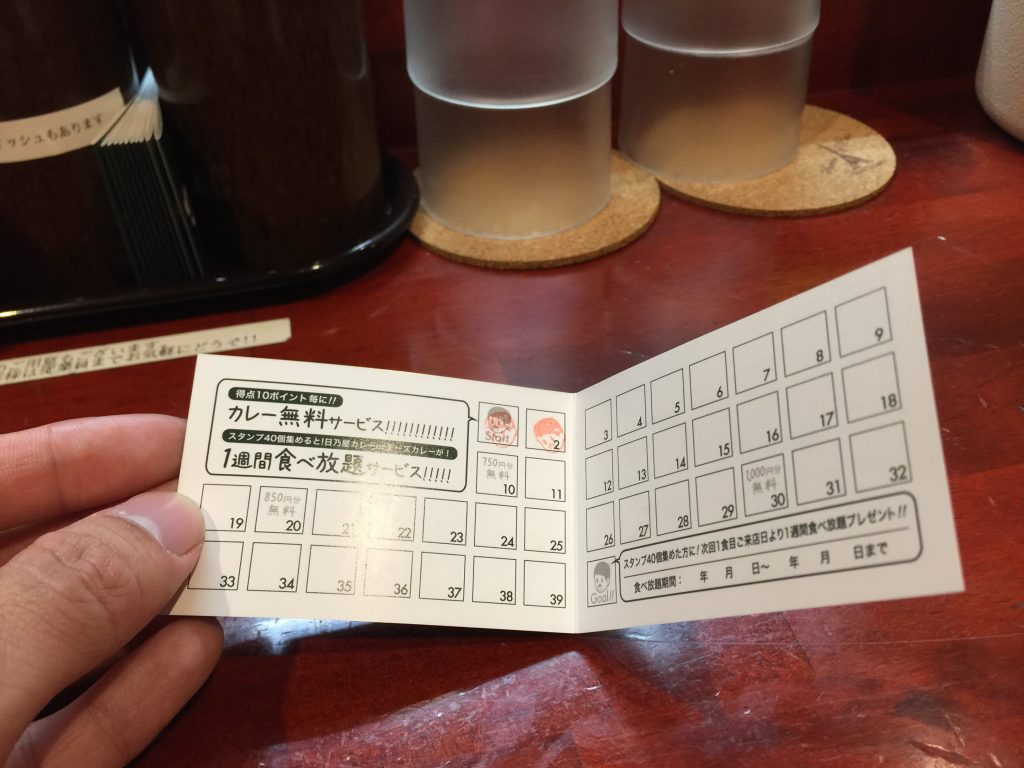 ッシュもあります
得点10ポイント毎に!!
カレー無料サービス!!!!!!!!!!!!
スタンプ40個集めると!日乃屋カレーのチーズカレーが!
1週間食べ放題サービス!!!!!
Start! 2 3 4 5 6 7 8 9
750円分無料 10 11 12 13 14 15 16 17 18
19 850円分無料 20 21 22 23 24 25 26 27 28 29 1,000円分無料 30 31 32
33 34 35 36 37 38 39 Goal!!
スタンプ40個集めた方に!次回1食目ご来店日より1週間食べ放題プレゼント!!
食べ放題期間: 年 月 日〜 年 月 日まで